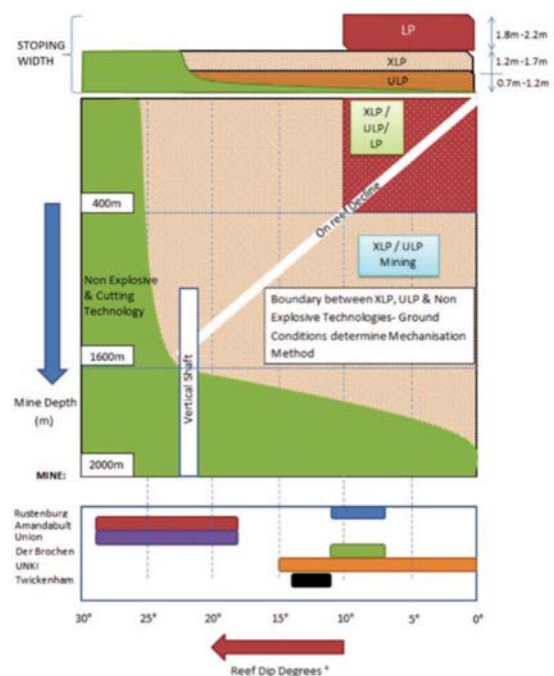 STOPING
WIDTH
LP
XLP
ULP
1.8m-2.2m
1.2m-1.7m
0.7m-1.2m
XLP /
ULP/
LP
On reef Decline
400m
XLP / ULP
Mining
Non Explosive
& Cutting
Technology
Boundary between XLP, ULP & Non
Explosive Technologies- Ground
Conditions determine Mechanisation
Method
Vertical Shaft
1600m
Mine Depth
(m)
2000m
MINE:
Rustenburg
Amandabult
Union
Der Brochen
UNKI
Twickenham
30° 25° 20° 15° 10° 5° 0°
Reef Dip Degrees °